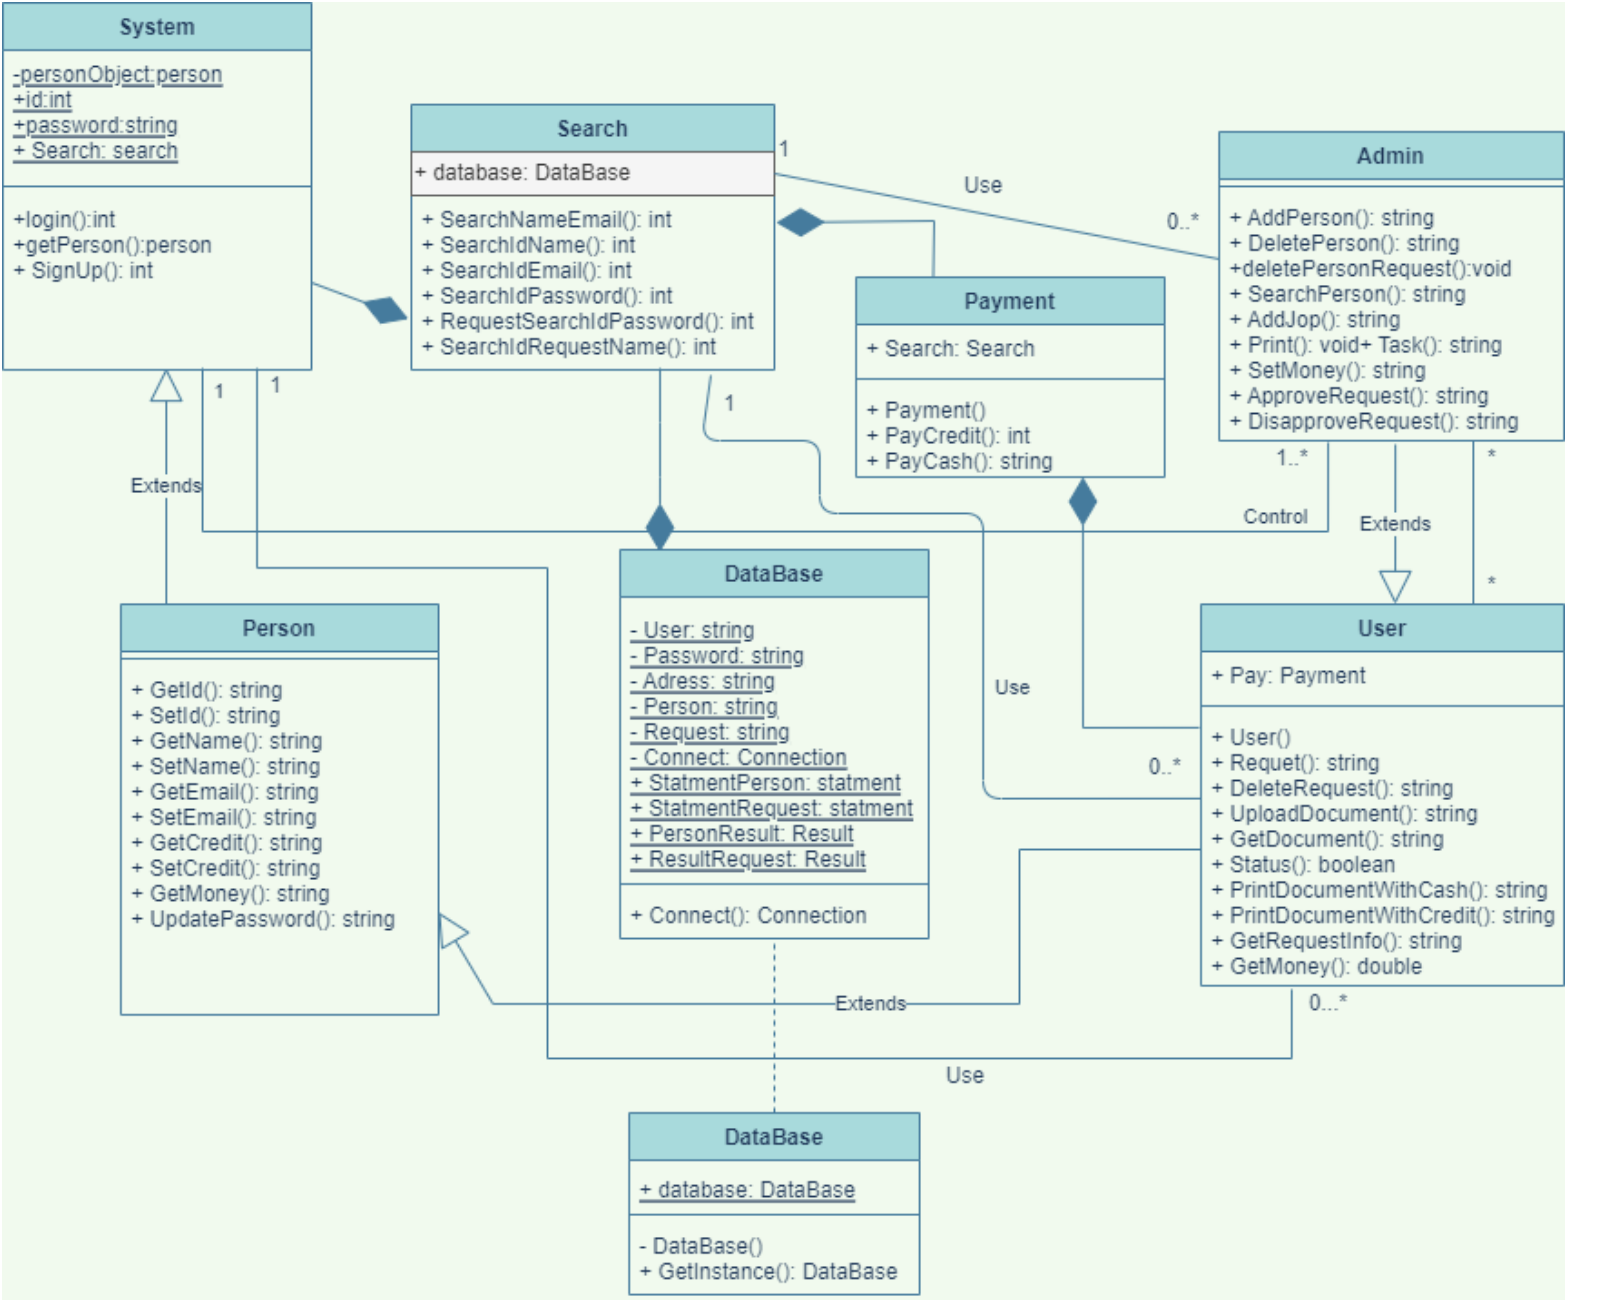 System
-personObject:person
+id:int
+password:string
+ Search: search
+login():int
+getPerson():person
+ SignUp(): int
Search
+ database: DataBase
+ SearchNameEmail(): int
+ SearchIdName(): int
+ SearchIdEmail(): int
+ SearchIdPassword(): int
+ RequestSearchIdPassword(): int
+ SearchIdRequestName(): int
1
Use
0..*
Admin
+ AddPerson(): string
+ DeletePerson(): string
+deletePersonRequest():void
+ SearchPerson(): string
+ AddJop(): string
+ Print(): void+ Task(): string
+ SetMoney(): string
+ ApproveRequest(): string
+ DisapproveRequest(): string
Payment
+ Search: Search
+ Payment()
+ PayCredit(): int
+ PayCash(): string
1
1
1
1..*
*
Extends
Control
Extends
*
Person
+ GetId(): string
+ SetId(): string
+ GetName(): string
+ SetName(): string
+ GetEmail(): string
+ SetEmail(): string
+ GetCredit(): string
+ SetCredit(): string
+ GetMoney(): string
+ UpdatePassword(): string
DataBase
- User: string
- Password: string
- Adress: string
- Person: string
- Request: string
- Connect: Connection
+ StatmentPerson: statment
+ StatmentRequest: statment
+ PersonResult: Result
+ ResultRequest: Result
+ Connect(): Connection
Use
0..*
User
+ Pay: Payment
+ User()
+ Requet(): string
+ DeleteRequest(): string
+ UploadDocument(): string
+ GetDocument(): string
+ Status(): boolean
+ PrintDocumentWithCash(): string
+ PrintDocumentWithCredit(): string
+ GetRequestInfo(): string
+ GetMoney(): double
Extends
0...*
Use
DataBase
+ database: DataBase
- DataBase()
+ GetInstance(): DataBase